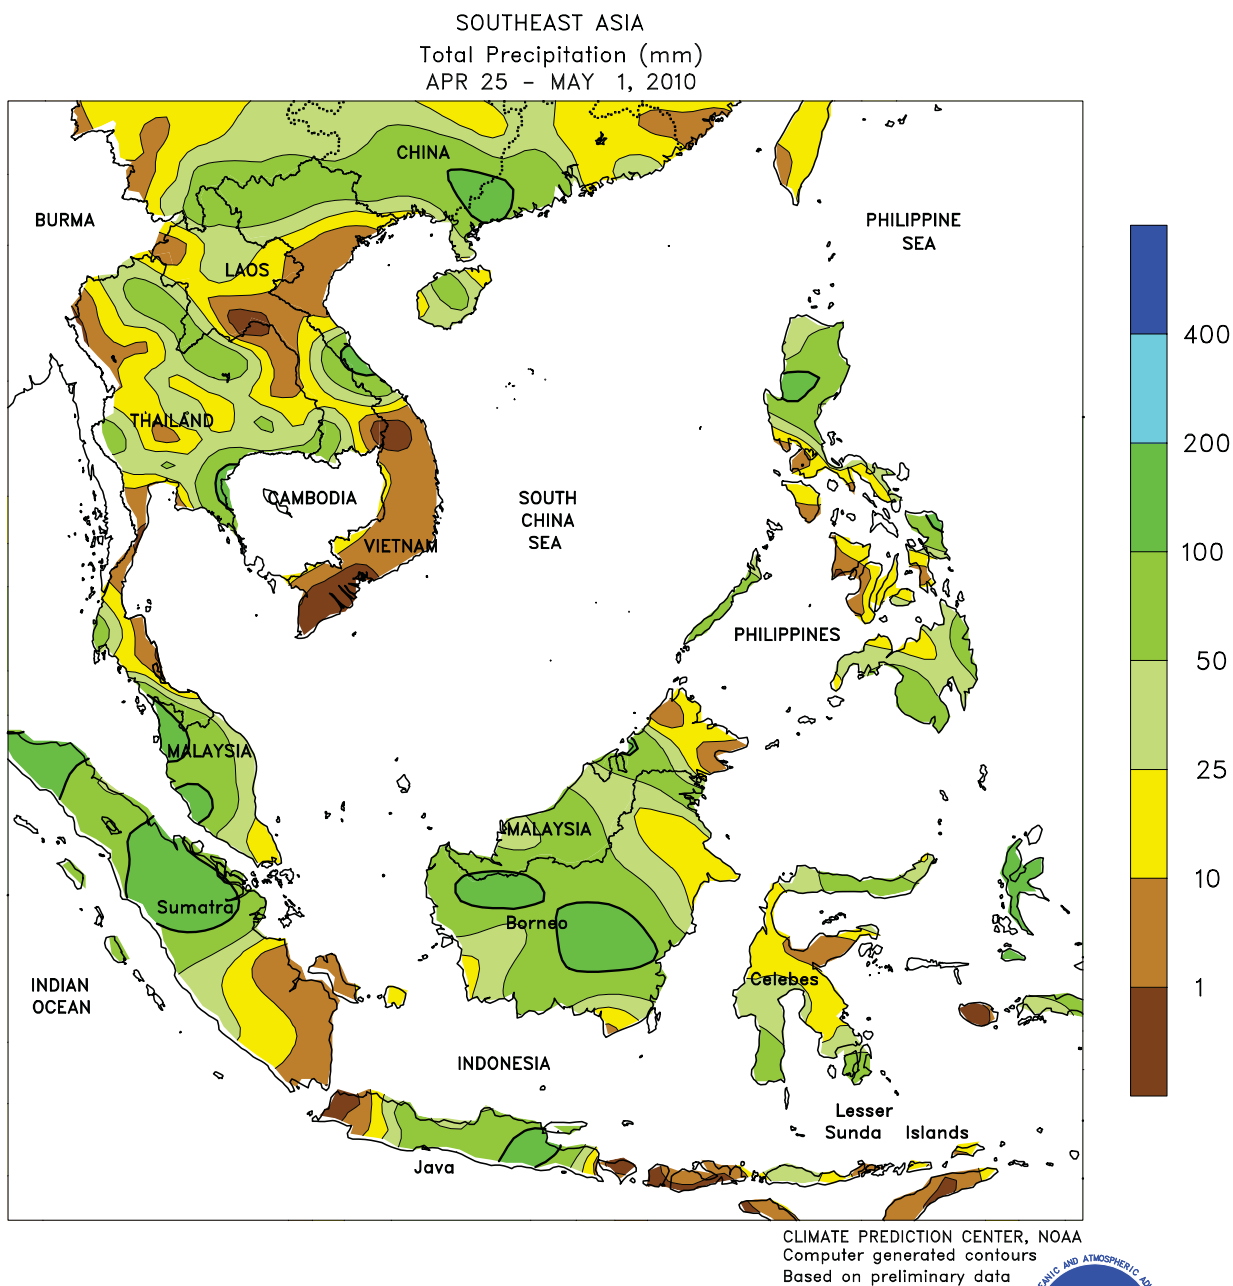 SOUTHEAST ASIA
Total Precipitation (mm)
APR 25 - MAY 1, 2010
CHINA
BURMA
PHILIPPINE
SEA
LAOS
400
THAILAND
200
CAMBODIA
SOUTH
CHINA
SEA
VIETNAM
100
PHILIPPINES
50
MALAYSIA
25
MALAYSIA
10
Sumatra
Borneo
Celebes
INDIAN
OCEAN
1
INDONESIA
Lesser
Sunda Islands
Java
CLIMATE PREDICTION CENTER, NOAA
Computer generated contours
Based on preliminary data
AND ATMOSPHERIC